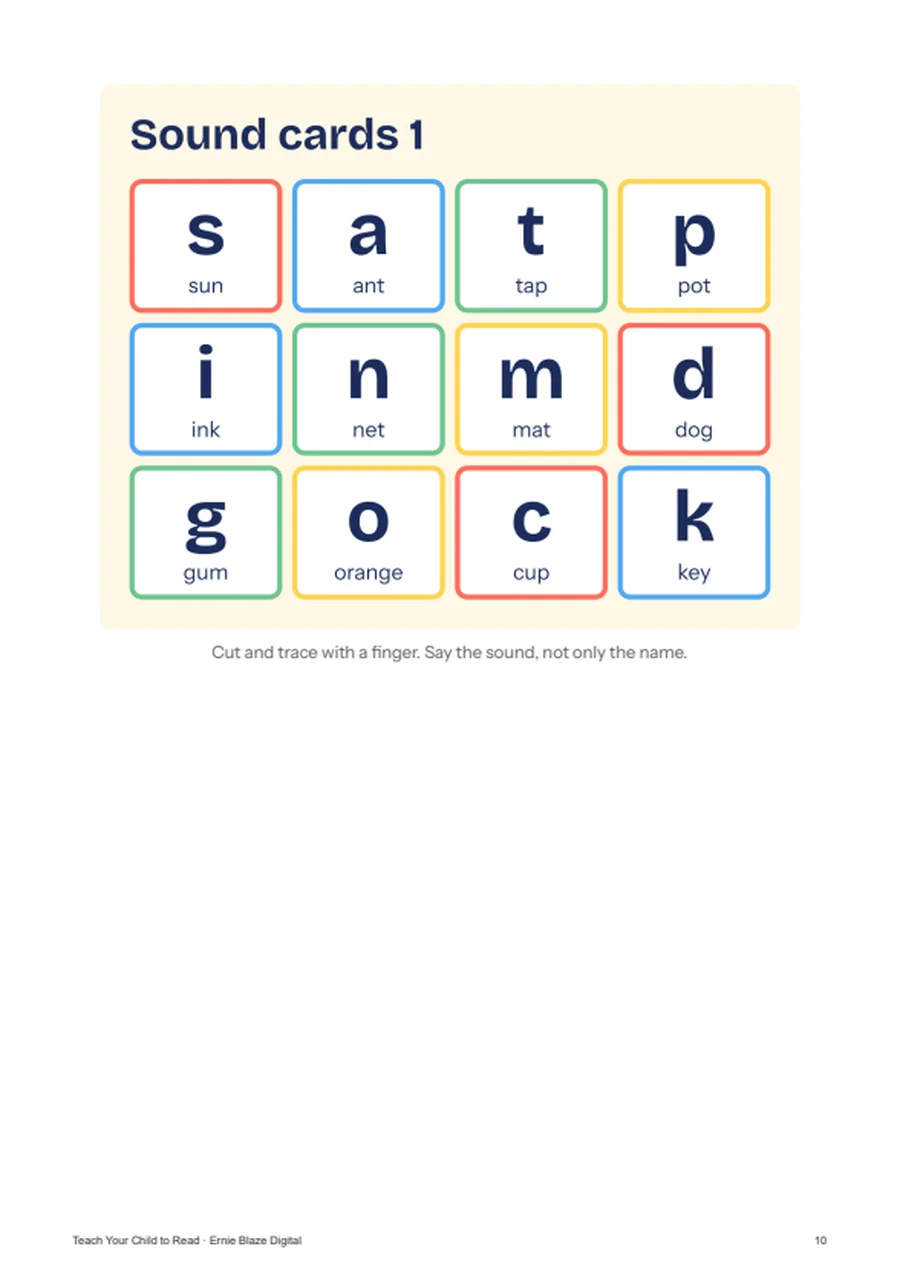 Sound cards 1
s a t p
sun ant tap pot
i n m d
ink net mat dog
g o c k
gum orange cup key
Cut and trace with a finger. Say the sound, not only the name.
Teach Your Child to Read · Ernie Blaze Digital 10